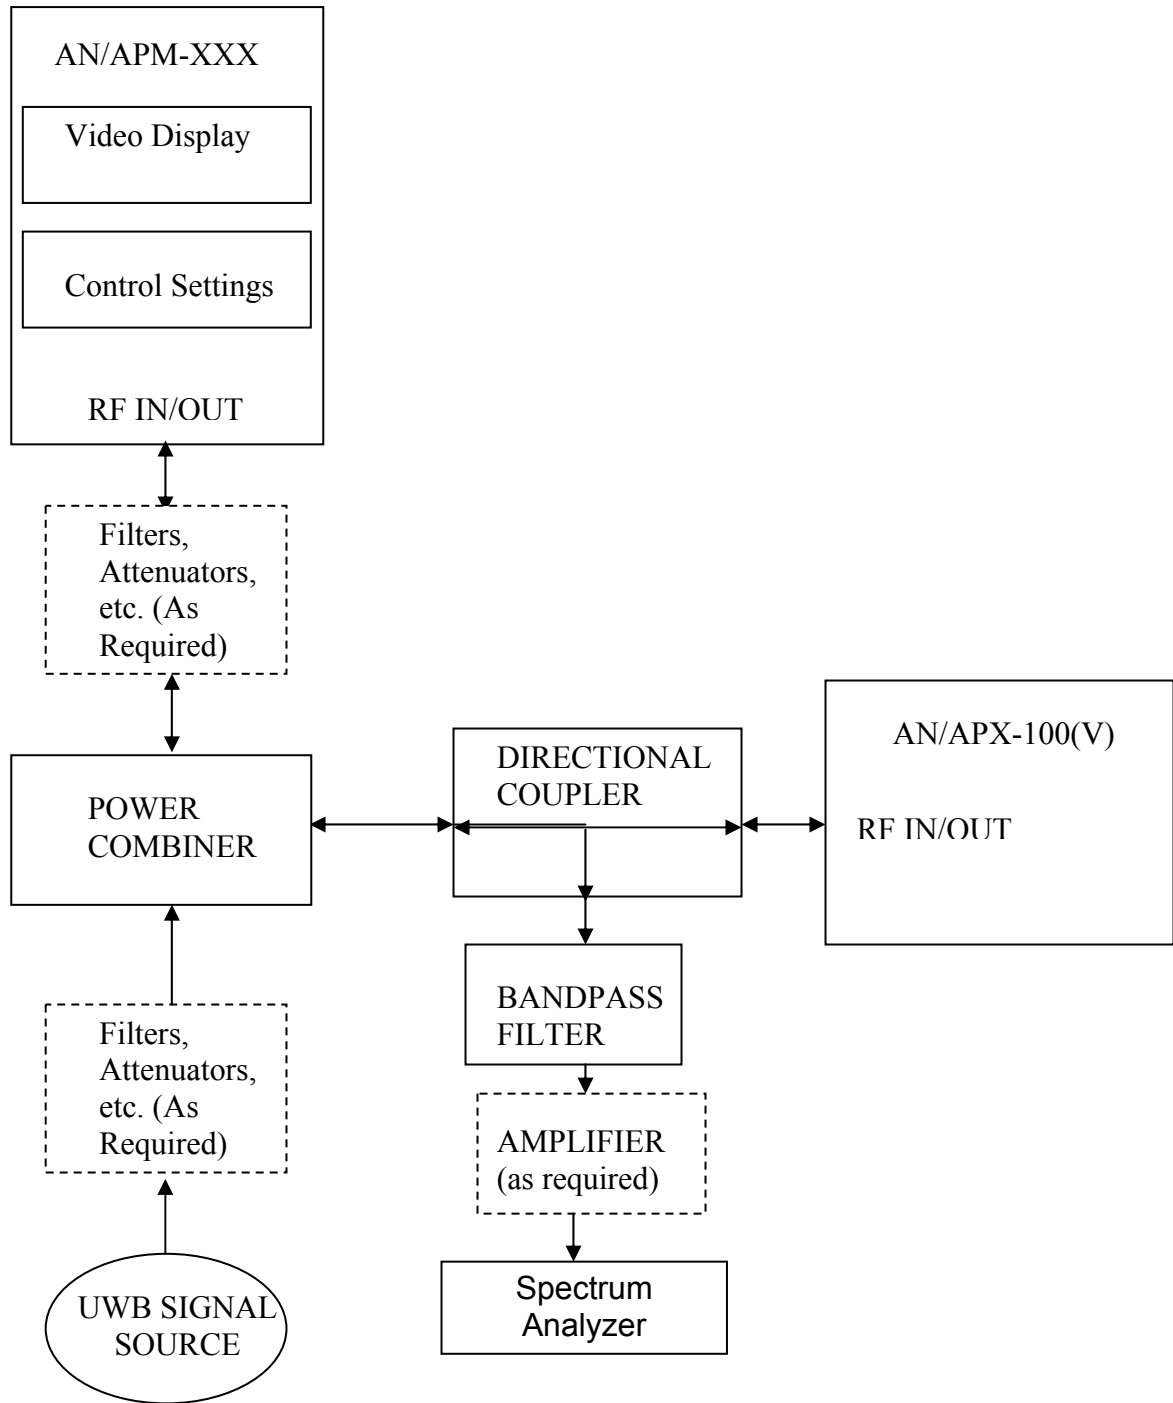 AN/APM-XXX
Video Display
Control Settings
RF IN/OUT
Filters,
Attenuators,
etc. (As
Required)
POWER
COMBINER
DIRECTIONAL
COUPLER
AN/APX-100(V)
RF IN/OUT
BANDPASS
FILTER
Filters,
Attenuators,
etc. (As
Required)
AMPLIFIER
(as required)
UWB SIGNAL
SOURCE
Spectrum
Analyzer